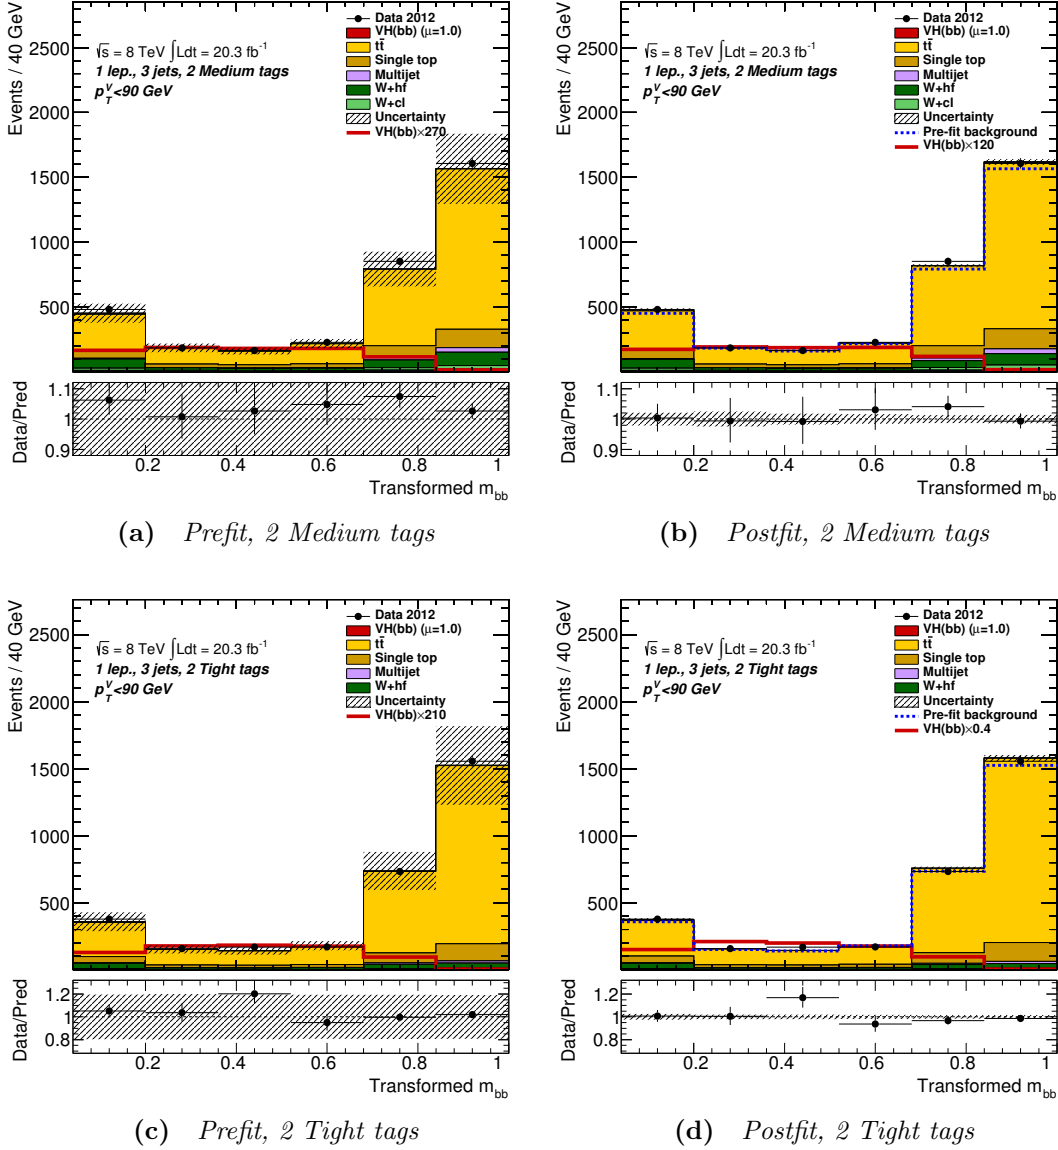 Events / 40 GeV
2500
2000
1500
1000
500
√s = 8 TeV ∫Ldt = 20.3 fb⁻¹
1 lep., 3 jets, 2 Medium tags
p_T^V<90 GeV
Data 2012
VH(bb) (μ=1.0)
tt̄
Single top
Multijet
W+hf
W+cl
Uncertainty
VH(bb)×270
Data/Pred
1.1
1
0.9
0.2 0.4 0.6 0.8 1
Transformed m_bb
(a) Prefit, 2 Medium tags
Events / 40 GeV
2500
2000
1500
1000
500
√s = 8 TeV ∫Ldt = 20.3 fb⁻¹
1 lep., 3 jets, 2 Medium tags
p_T^V<90 GeV
Data 2012
VH(bb) (μ=1.0)
tt̄
Single top
Multijet
W+hf
W+cl
Uncertainty
Pre-fit background
VH(bb)×120
Data/Pred
1.1
1
0.9
0.2 0.4 0.6 0.8 1
Transformed m_bb
(b) Postfit, 2 Medium tags
Events / 40 GeV
2500
2000
1500
1000
500
0
√s = 8 TeV ∫Ldt = 20.3 fb⁻¹
1 lep., 3 jets, 2 Tight tags
p_T^V<90 GeV
Data 2012
VH(bb) (μ=1.0)
tt̄
Single top
Multijet
W+hf
Uncertainty
VH(bb)×210
Data/Pred
1.2
1
0.8
0.2 0.4 0.6 0.8 1
Transformed m_bb
(c) Prefit, 2 Tight tags
Events / 40 GeV
2500
2000
1500
1000
500
0
√s = 8 TeV ∫Ldt = 20.3 fb⁻¹
1 lep., 3 jets, 2 Tight tags
p_T^V<90 GeV
Data 2012
VH(bb) (μ=1.0)
tt̄
Single top
Multijet
W+hf
Uncertainty
Pre-fit background
VH(bb)×0.4
Data/Pred
1.2
1
0.8
0.2 0.4 0.6 0.8 1
Transformed m_bb
(d) Postfit, 2 Tight tags